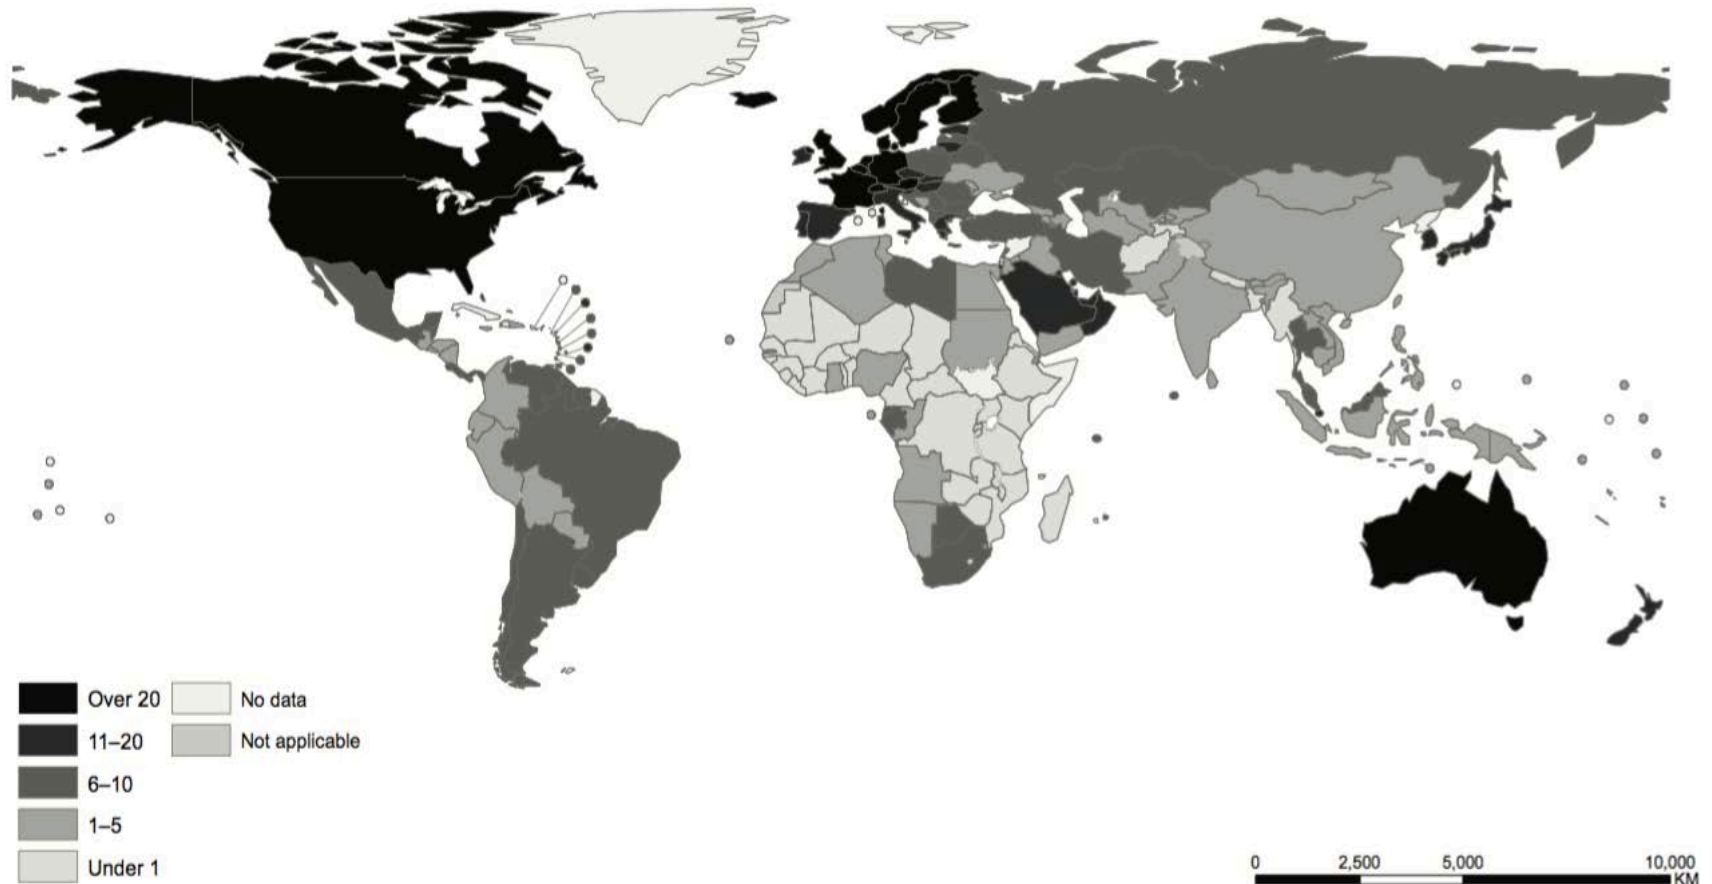 Over 20
11–20
6–10
1–5
Under 1
No data
Not applicable
0 2,500 5,000 10,000
KM